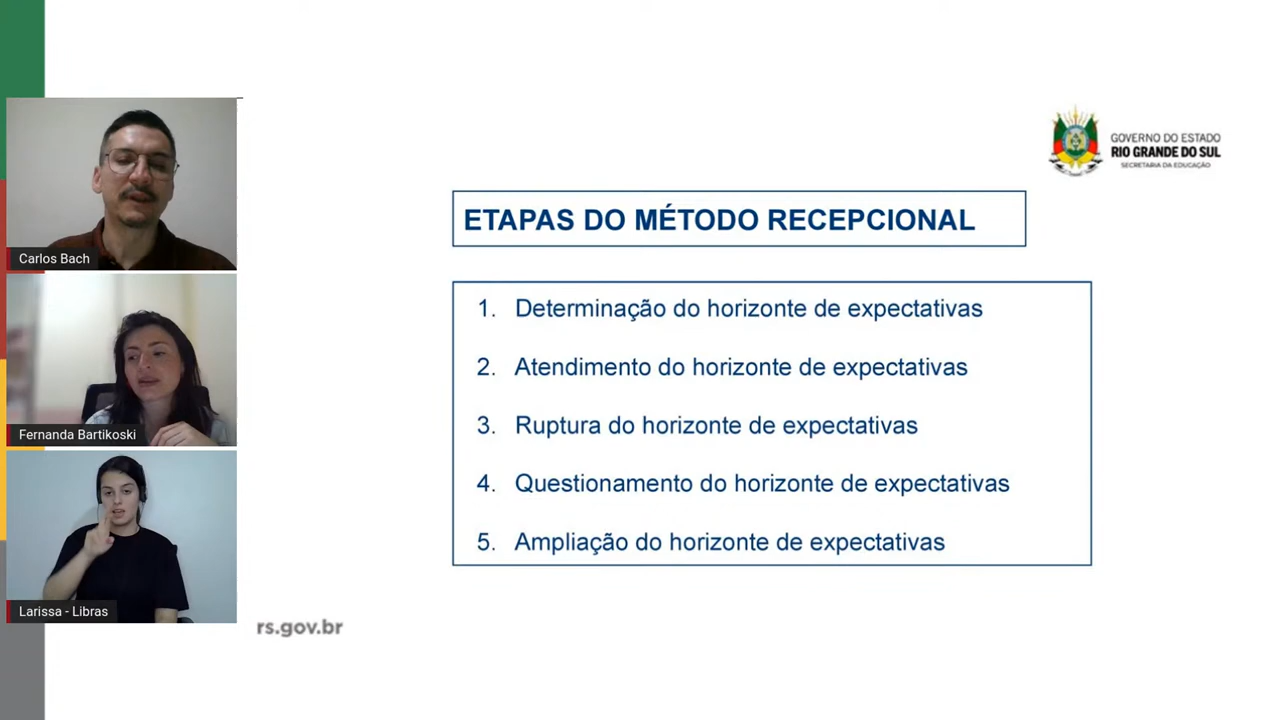 GOVERNO DO ESTADO
RIO GRANDE DO SUL
SECRETARIA DA EDUCAÇÃO
ETAPAS DO MÉTODO RECEPCIONAL
1. Determinação do horizonte de expectativas
2. Atendimento do horizonte de expectativas
3. Ruptura do horizonte de expectativas
4. Questionamento do horizonte de expectativas
5. Ampliação do horizonte de expectativas
Carlos Bach
Fernanda Bartikoski
Larissa - Libras
rs.gov.br